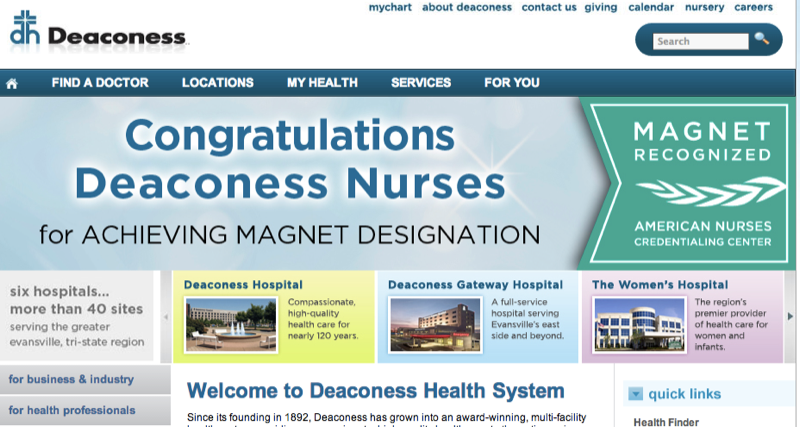 mychart about deaconess contact us giving calendar nursery careers
dh Deaconess
Search
FIND A DOCTOR LOCATIONS MY HEALTH SERVICES FOR YOU
Congratulations
Deaconess Nurses
for ACHIEVING MAGNET DESIGNATION
MAGNET
RECOGNIZED
AMERICAN NURSES
CREDENTIALING CENTER
six hospitals...
more than 40 sites
serving the greater
evansville, tri-state region
Deaconess Hospital
Compassionate,
high-quality
health care for
nearly 120 years.
Deaconess Gateway Hospital
A full-service
hospital serving
Evansville's east
side and beyond.
The Women's Hospital
The region's
premier provider
of health care for
women and
infants.
for business & industry
for health professionals
Welcome to Deaconess Health System
Since its founding in 1892, Deaconess has grown into an award-winning, multi-facility
quick links
Health Finder